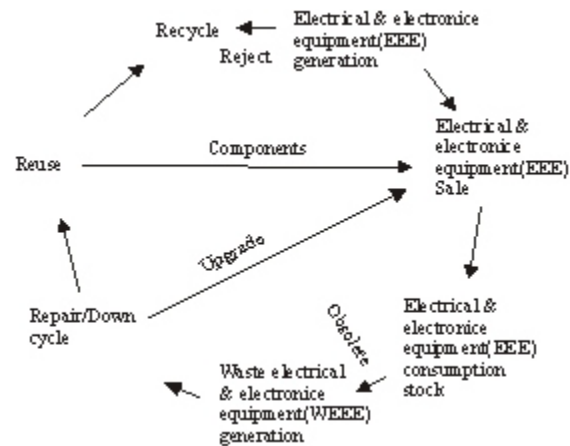 Recycle
Reject
Electrical & electronice
equipment(EEE)
generation
Electrical &
electronice
equipment(EEE)
Sale
Components
Reuse
Upgrade
Repair/Down
cycle
Obsolete
Electrical &
electronice
equipment(EEE)
consumption
stock
Waste electrical
& electronice
equipment(WEEE)
generation